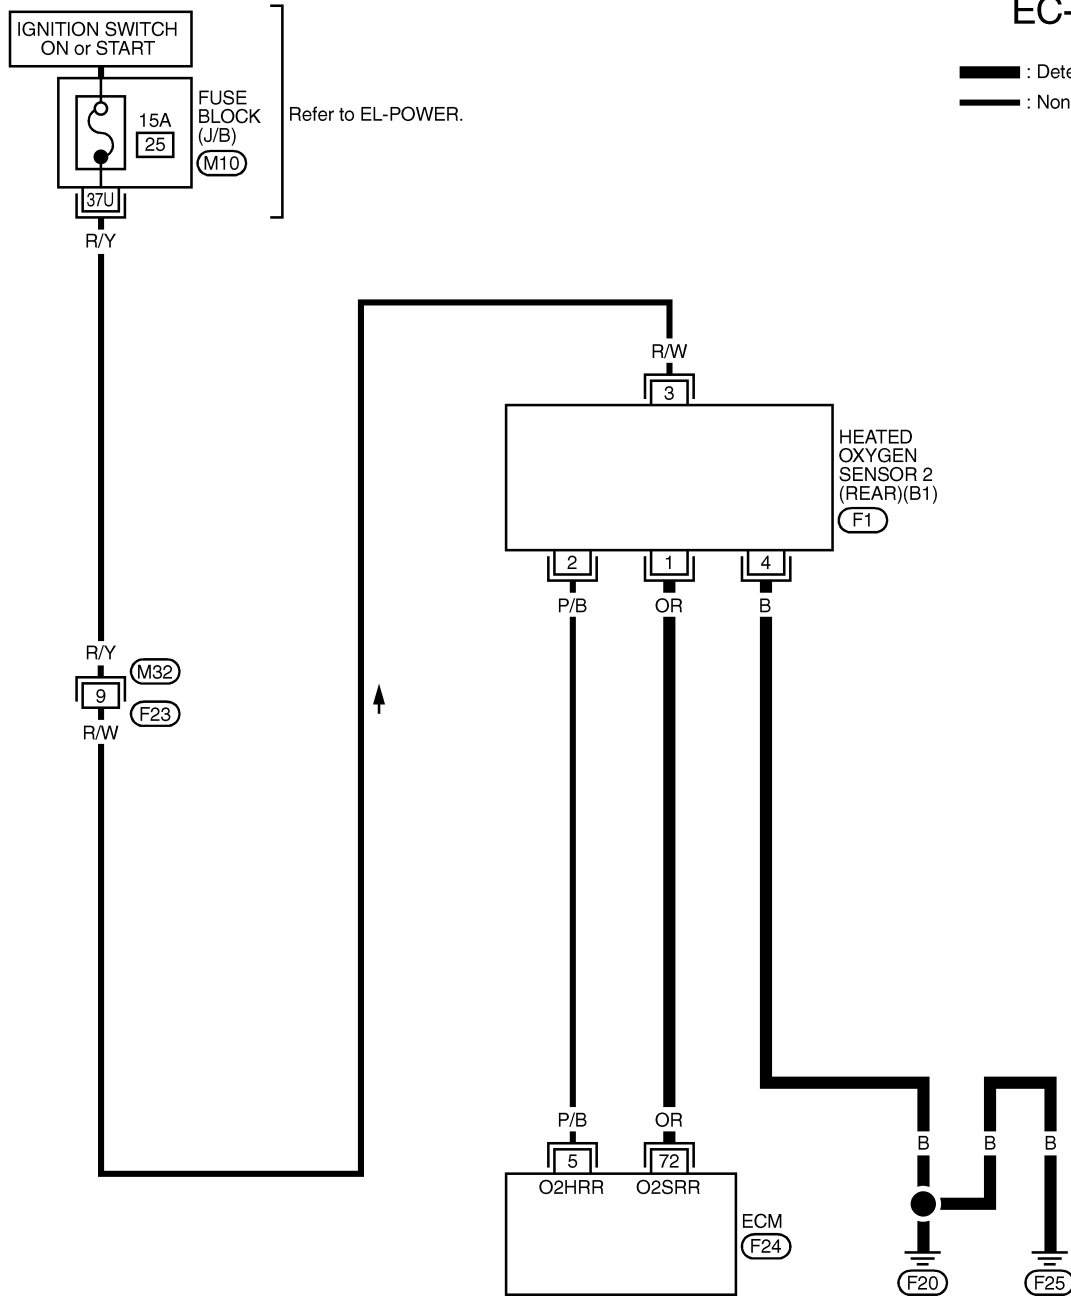 EC-
IGNITION SWITCH
ON or START
: Dete
: Non
FUSE
BLOCK
(J/B)
M10
15A
25
Refer to EL-POWER.
37U
R/Y
R/W
3
HEATED
OXYGEN
SENSOR 2
(REAR)(B1)
F1
2
1
4
P/B
OR
B
R/Y
M32
9
F23
R/W
P/B
OR
B
B
B
5
72
O2HRR
O2SRR
ECM
F24
F20
F25